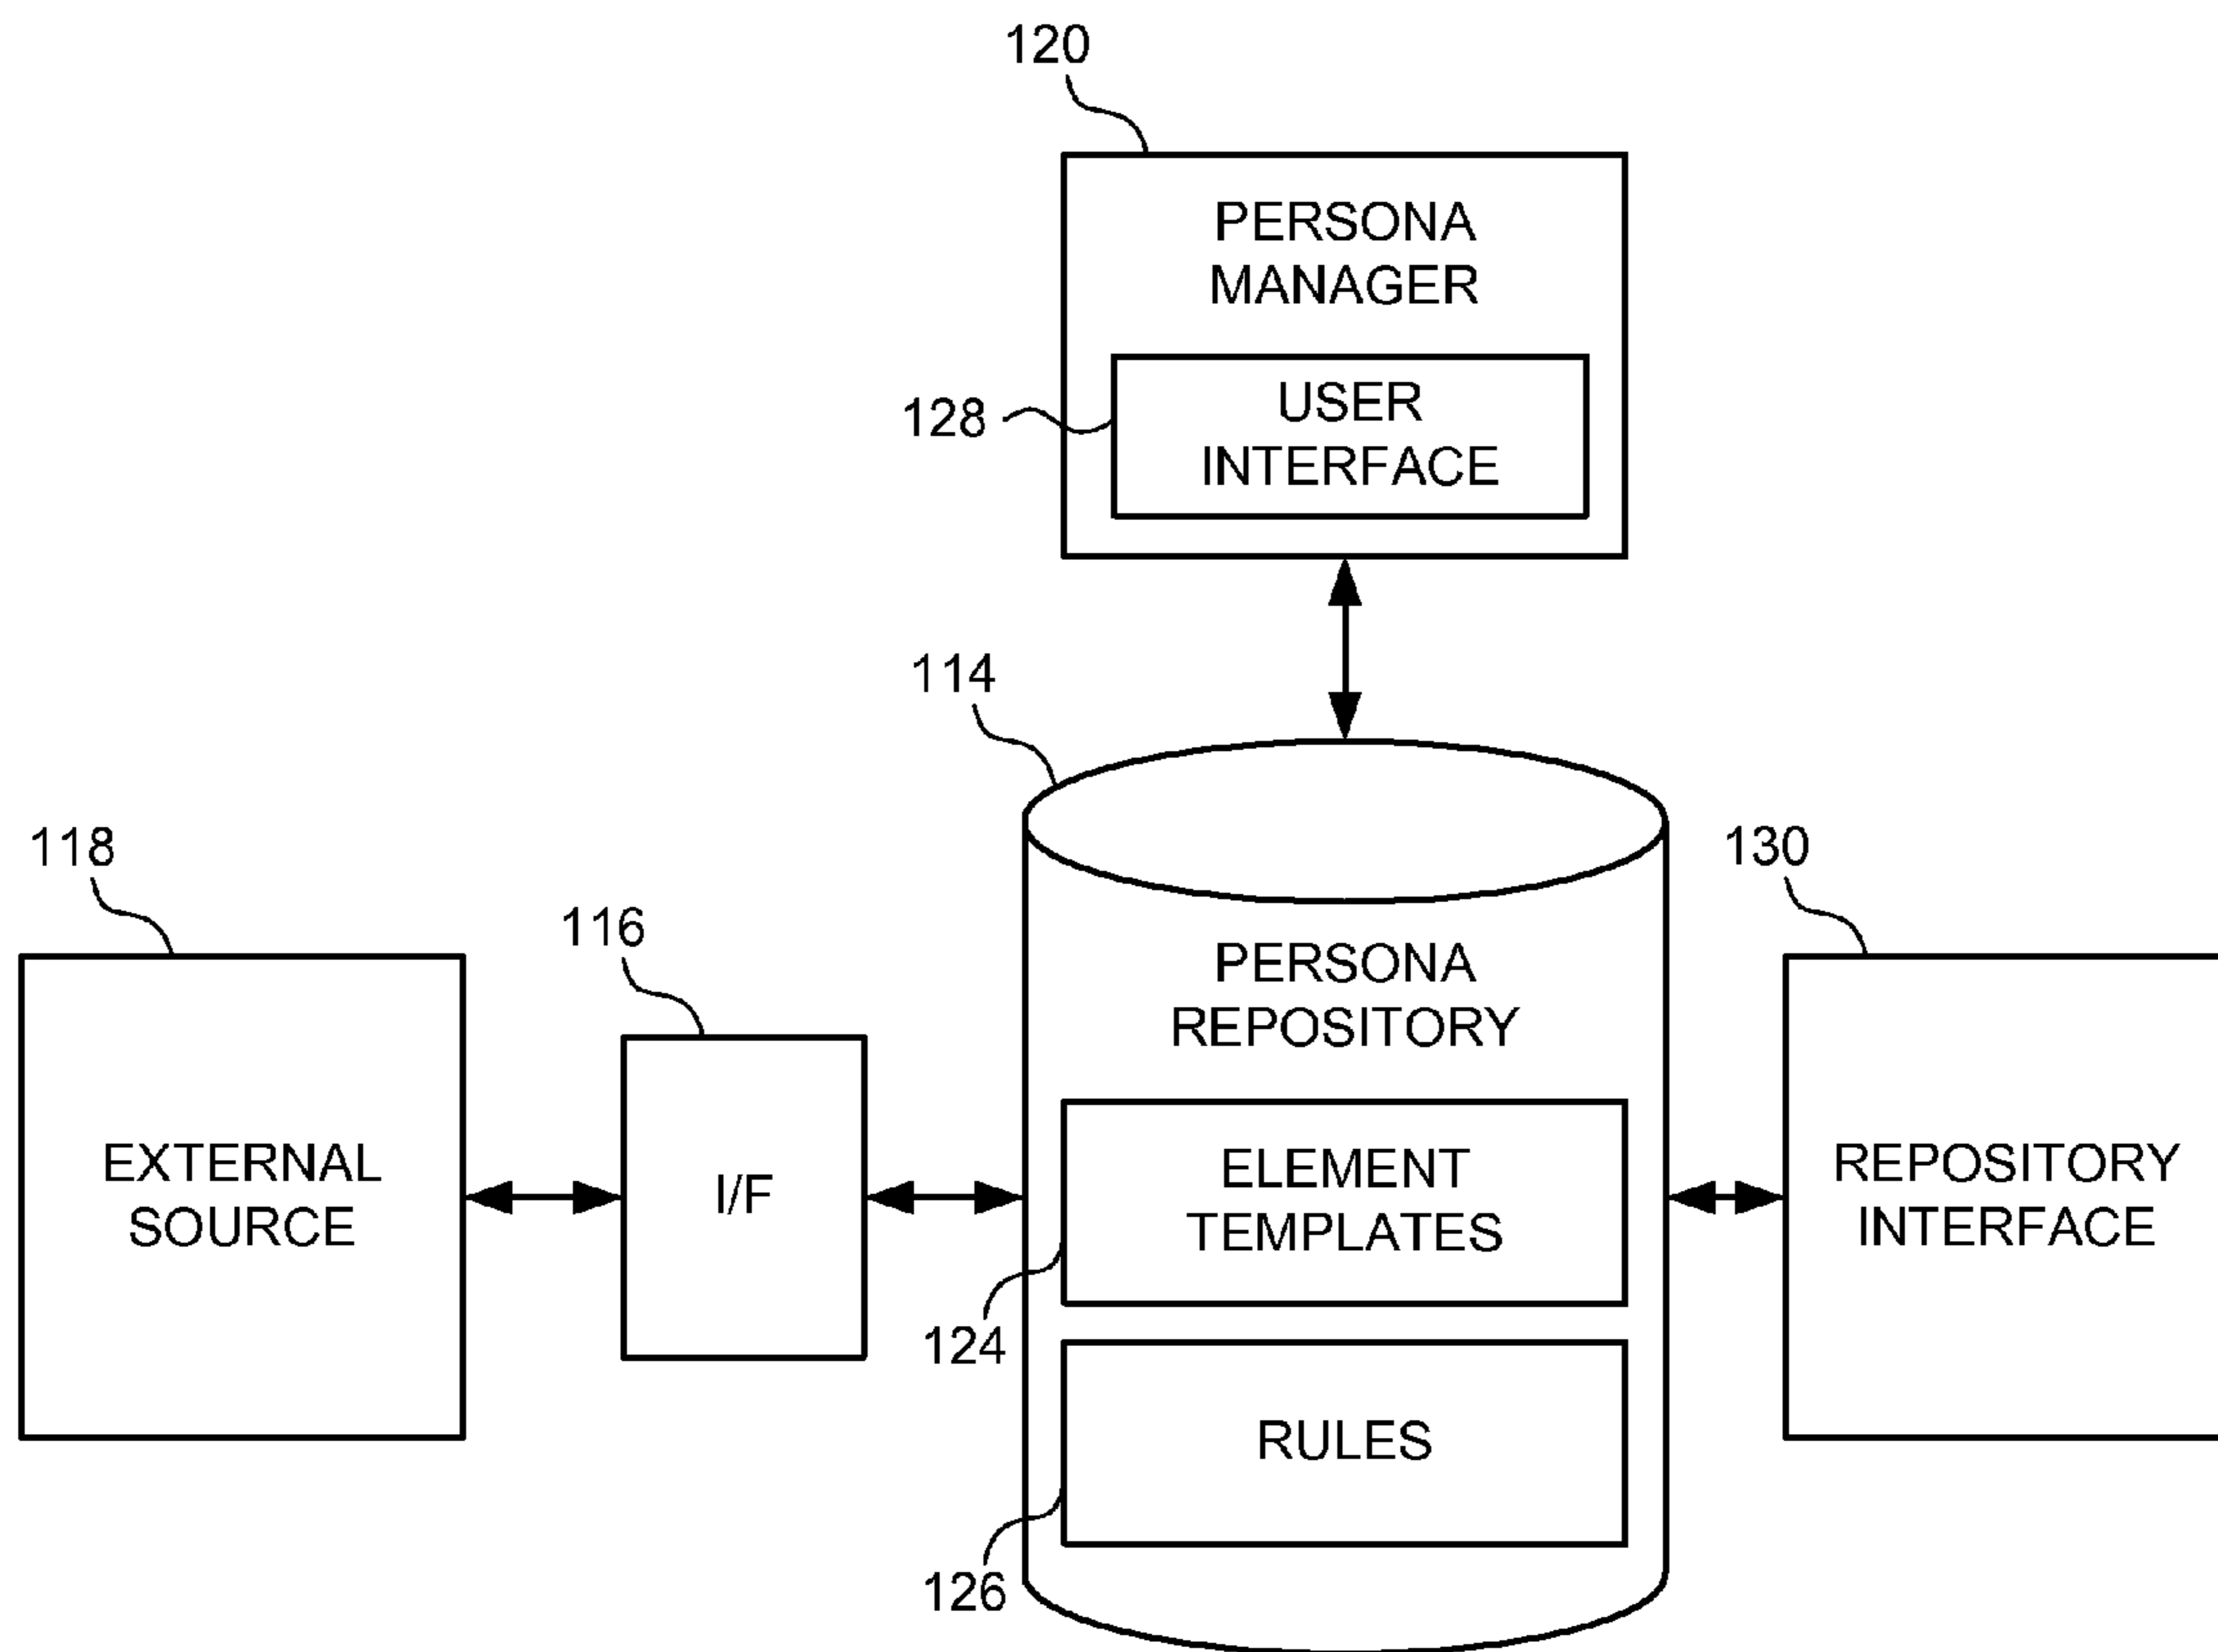 120
PERSONA
MANAGER
128
USER
INTERFACE
114
118
130
116
PERSONA
REPOSITORY
EXTERNAL
SOURCE
I/F
ELEMENT
TEMPLATES
REPOSITORY
INTERFACE
124
RULES
126